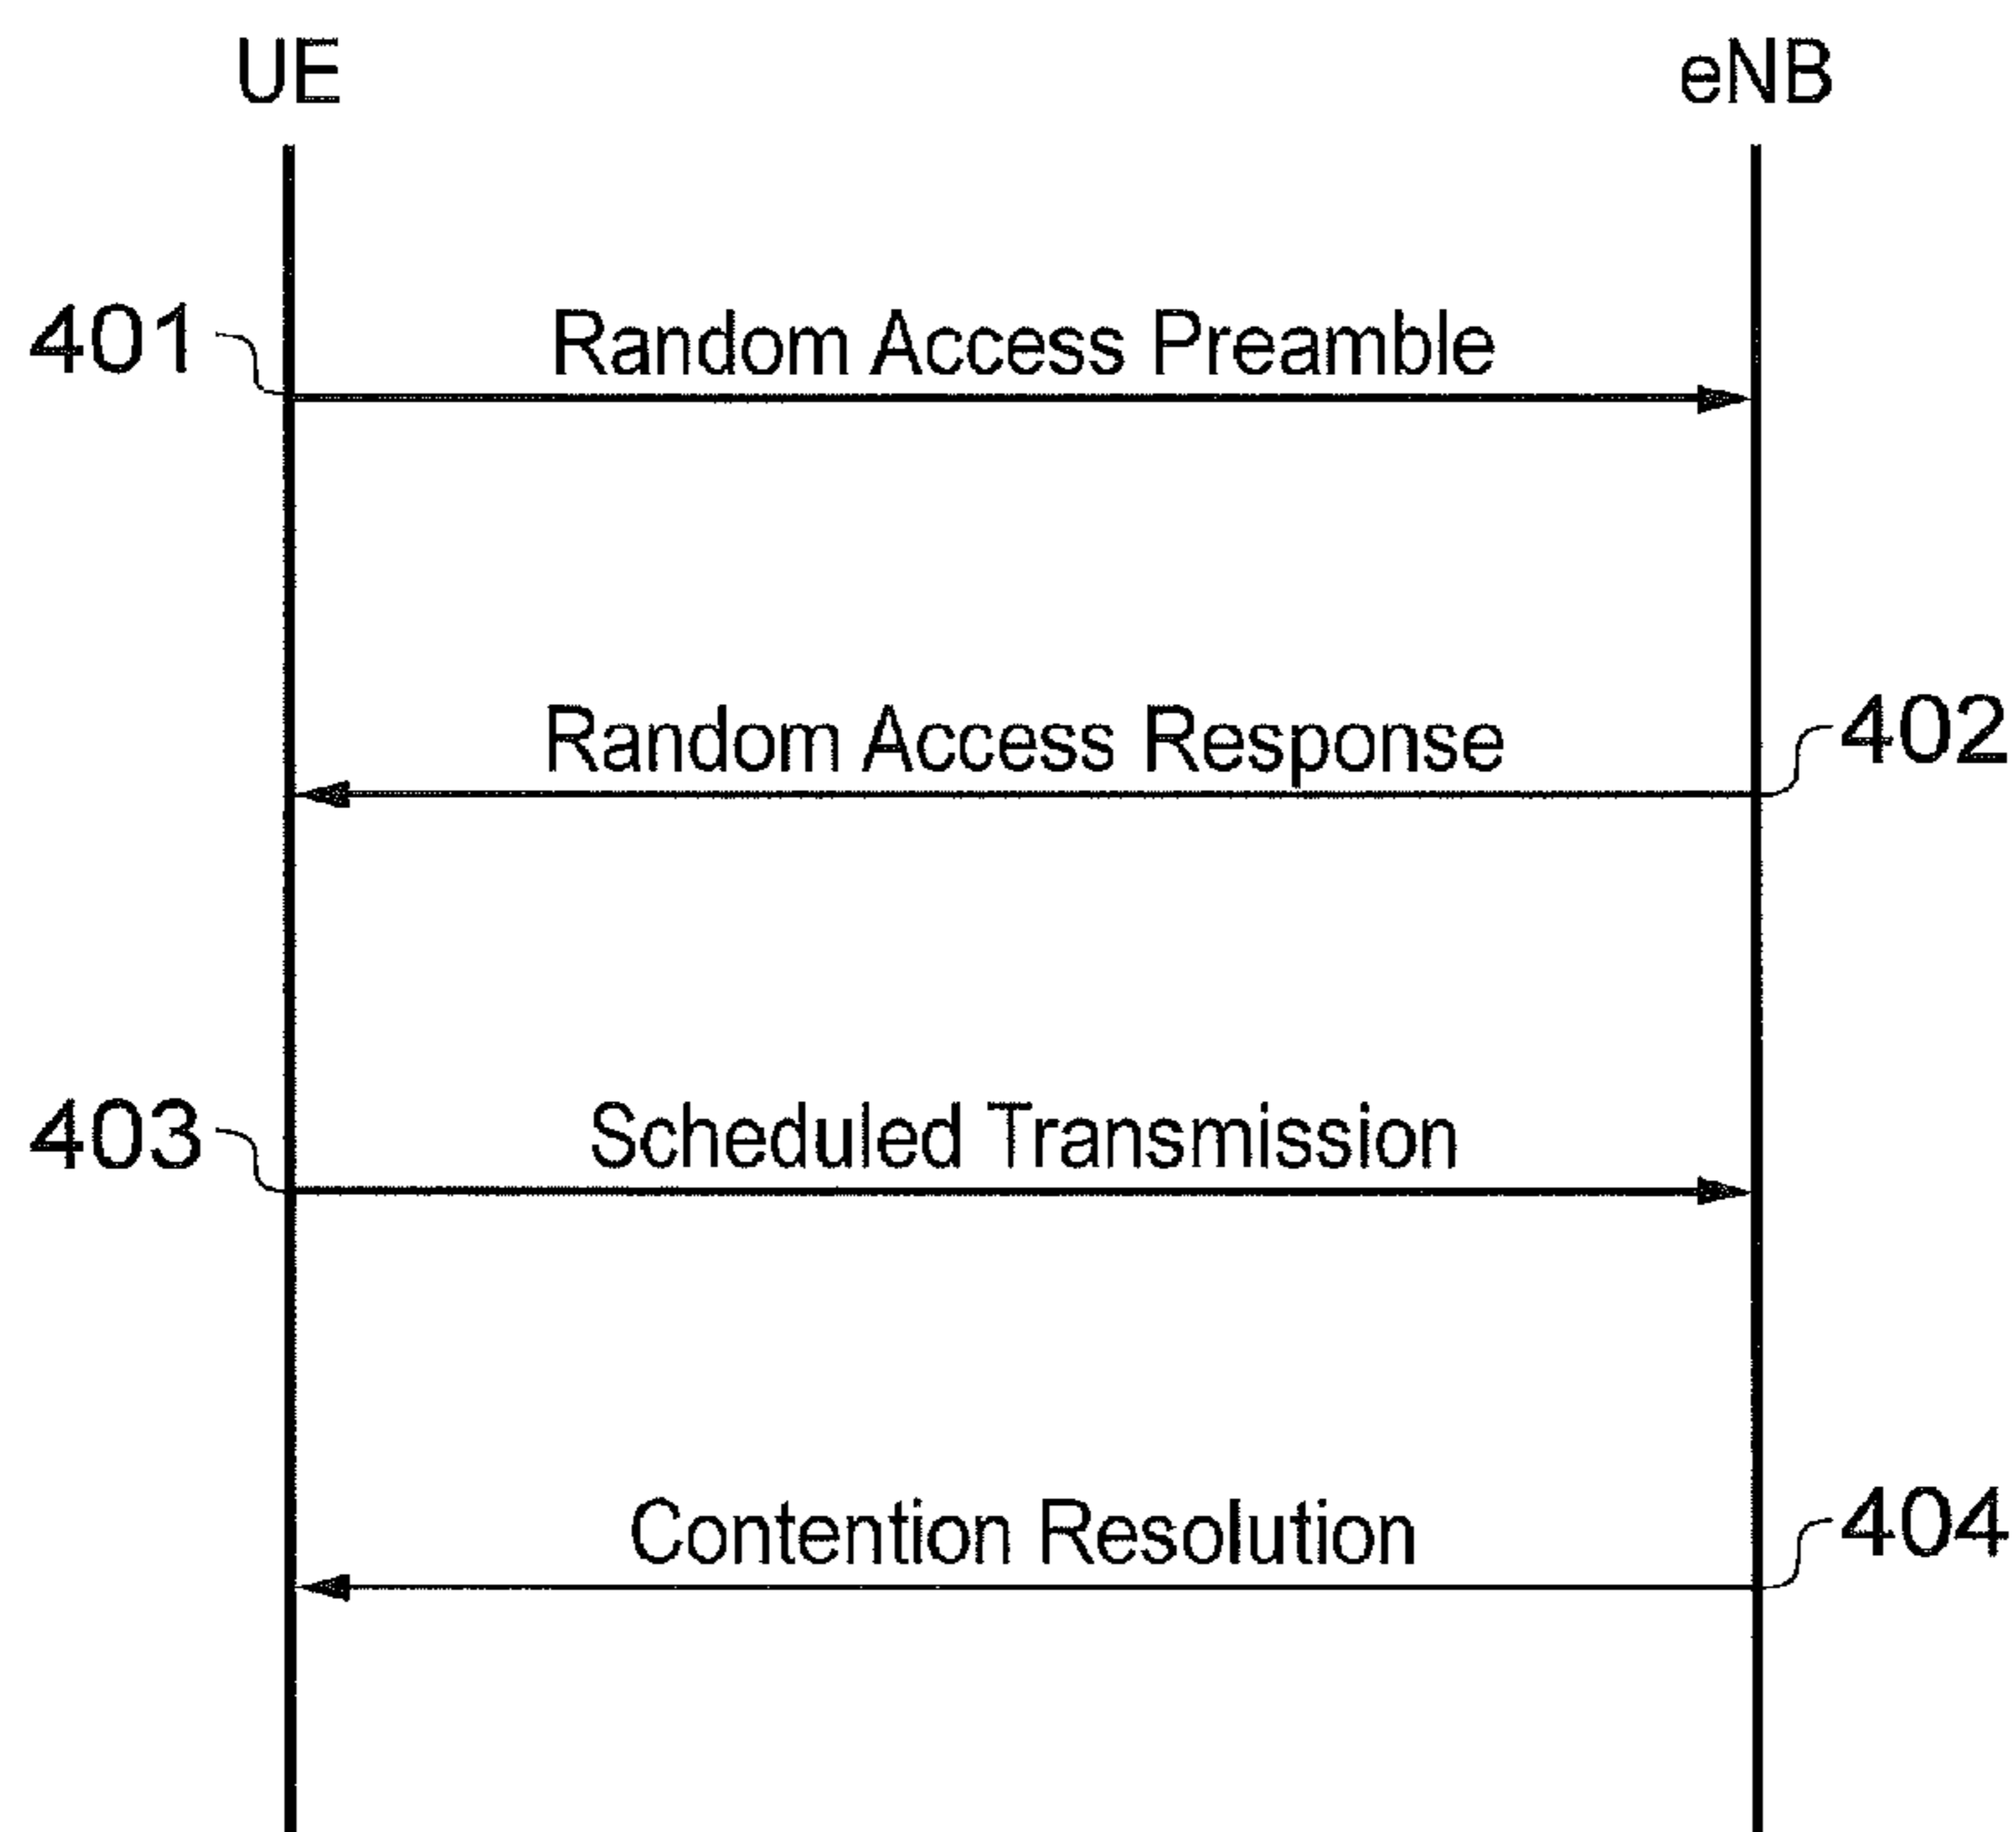 UE eNB
401 Random Access Preamble
Random Access Response 402
403 Scheduled Transmission
Contention Resolution 404